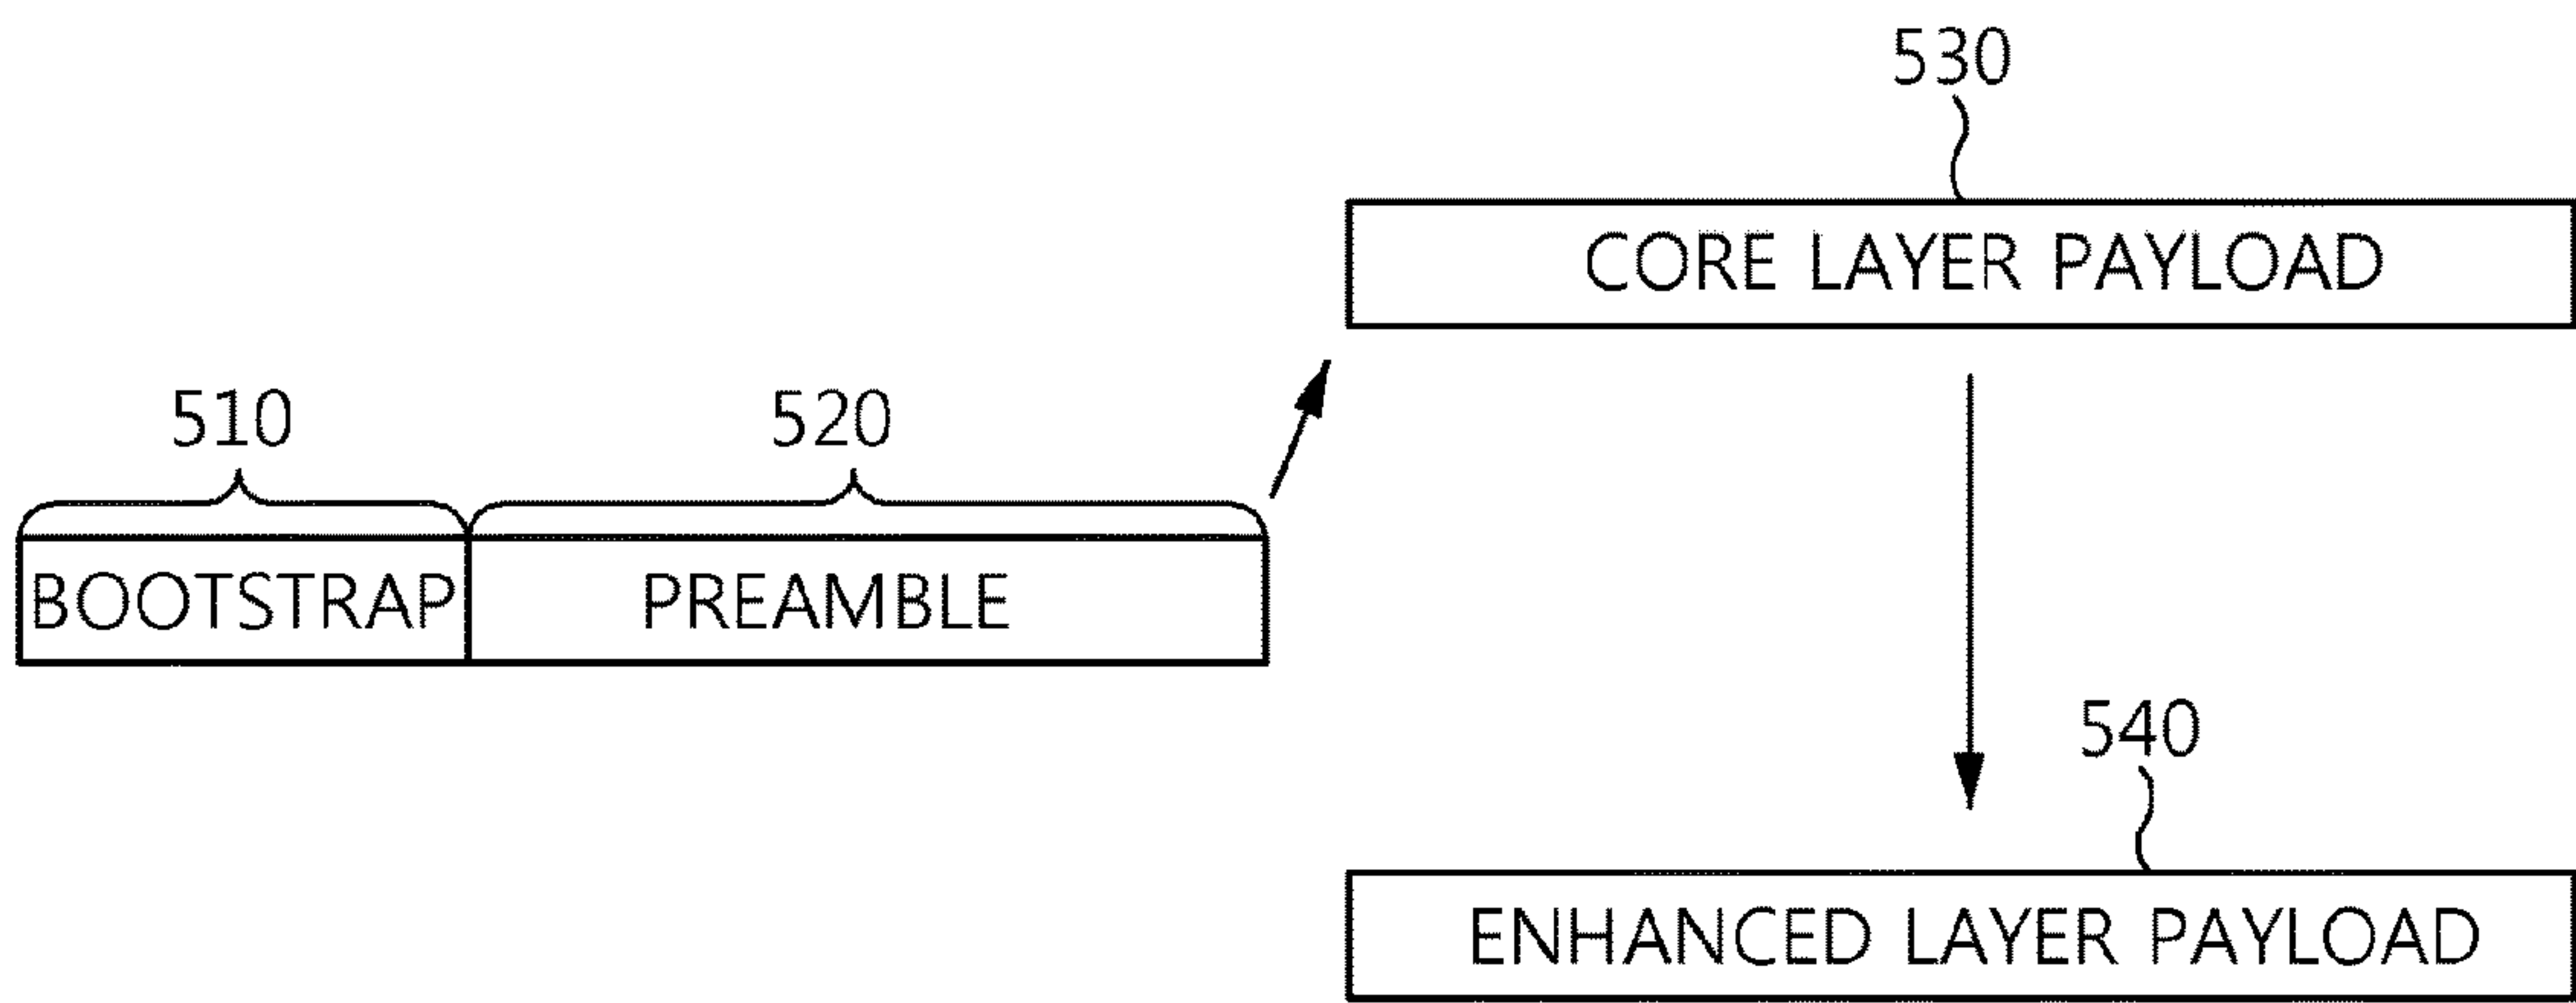 530
CORE LAYER PAYLOAD
510
520
BOOTSTRAP
PREAMBLE
540
ENHANCED LAYER PAYLOAD